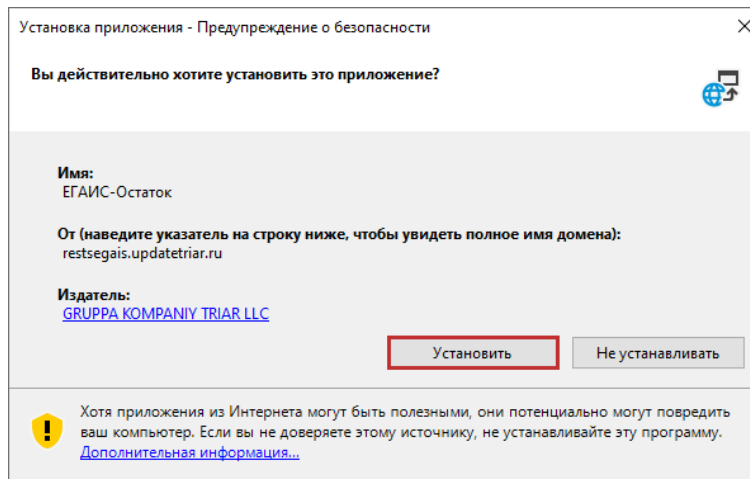 Установка приложения - Предупреждение о безопасности
Вы действительно хотите установить это приложение?
Имя:
ЕГАИС-Остаток
От (наведите указатель на строку ниже, чтобы увидеть полное имя домена):
restsegais.updatetriar.ru
Издатель:
GRUPPA KOMPANIY TRIAR LLC
Установить
Не устанавливать
Хотя приложения из Интернета могут быть полезными, они потенциально могут повредить
ваш компьютер. Если вы не доверяете этому источнику, не устанавливайте эту программу.
Дополнительная информация...